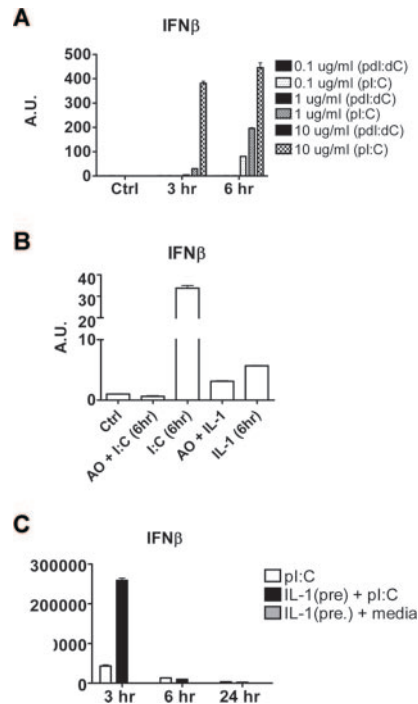 A
IFNβ
A.U.
500
400
300
200
100
0
Ctrl 3 hr 6 hr
0.1 ug/ml (pdI:dC)
0.1 ug/ml (pI:C)
1 ug/ml (pdI:dC)
1 ug/ml (pI:C)
10 ug/ml (pdI:dC)
10 ug/ml (pI:C)
B
IFNβ
A.U.
40
30
20
10
0
Ctrl
AO + I:C (6hr)
I:C (6hr)
AO + IL-1
IL-1 (6hr)
C
IFNβ
300000
200000
0000
0
3 hr 6 hr 24 hr
pI:C
IL-1(pre) + pI:C
IL-1(pre.) + media